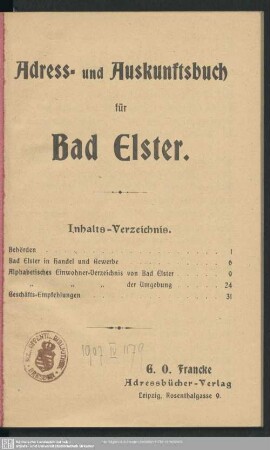 Adress- und Auskunftsbuch
für
Bad Elster.
Inhalts-Verzeichnis.
Behörden . . . . . . . . . . . . . 1
Bad Elster in Handel und Gewerbe . . . . . . 6
Alphabetisches Einwohner-Verzeichnis von Bad Elster 9
„ „ „ der Umgebung . . 24
Geschäfts-Empfehlungen . . . . . . . . . 31
G. O. Francke
Adressbücher-Verlag
Leipzig, Rosenthalgasse 9.